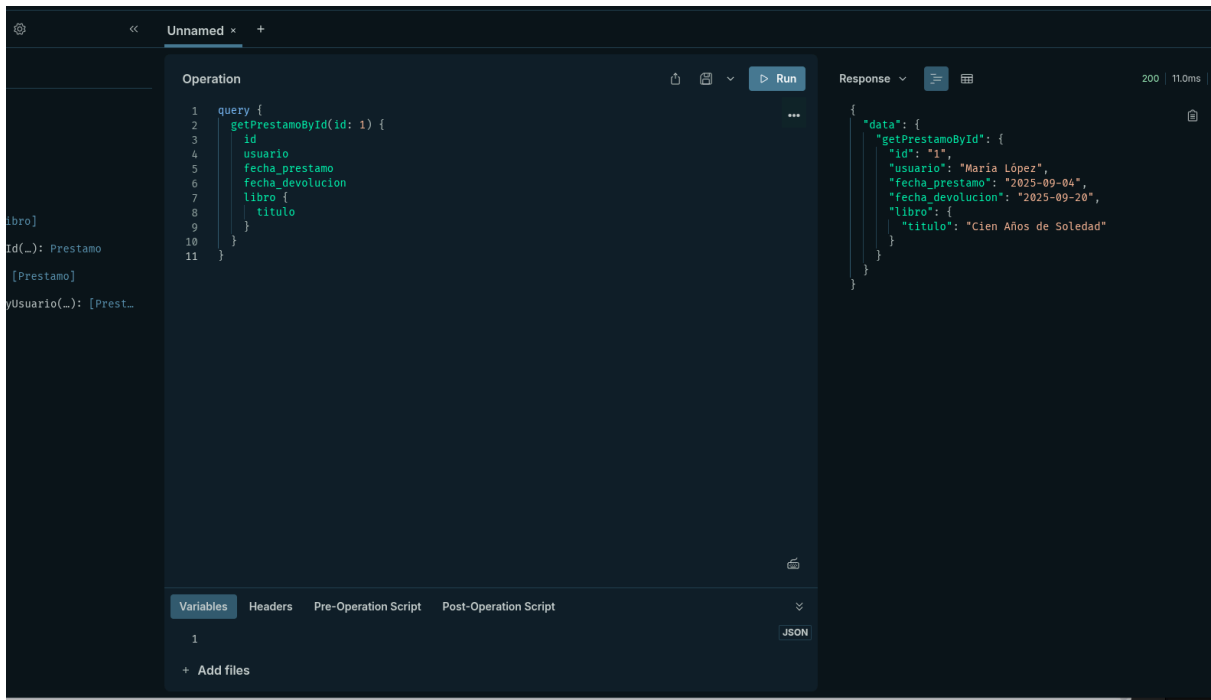 Unnamed × +
ibro]
Id(…): Prestamo
[Prestamo]
yUsuario(…): [Prest…
Operation
Run
1 query {
2 getPrestamoById(id: 1) {
3 id
4 usuario
5 fecha_prestamo
6 fecha_devolucion
7 libro {
8 titulo
9 }
10 }
11 }
Variables Headers Pre-Operation Script Post-Operation Script
1
JSON
+ Add files
Response 200 11.0ms
{
"data": {
"getPrestamoById": {
"id": "1",
"usuario": "María López",
"fecha_prestamo": "2025-09-04",
"fecha_devolucion": "2025-09-20",
"libro": {
"titulo": "Cien Años de Soledad"
}
}
}
}